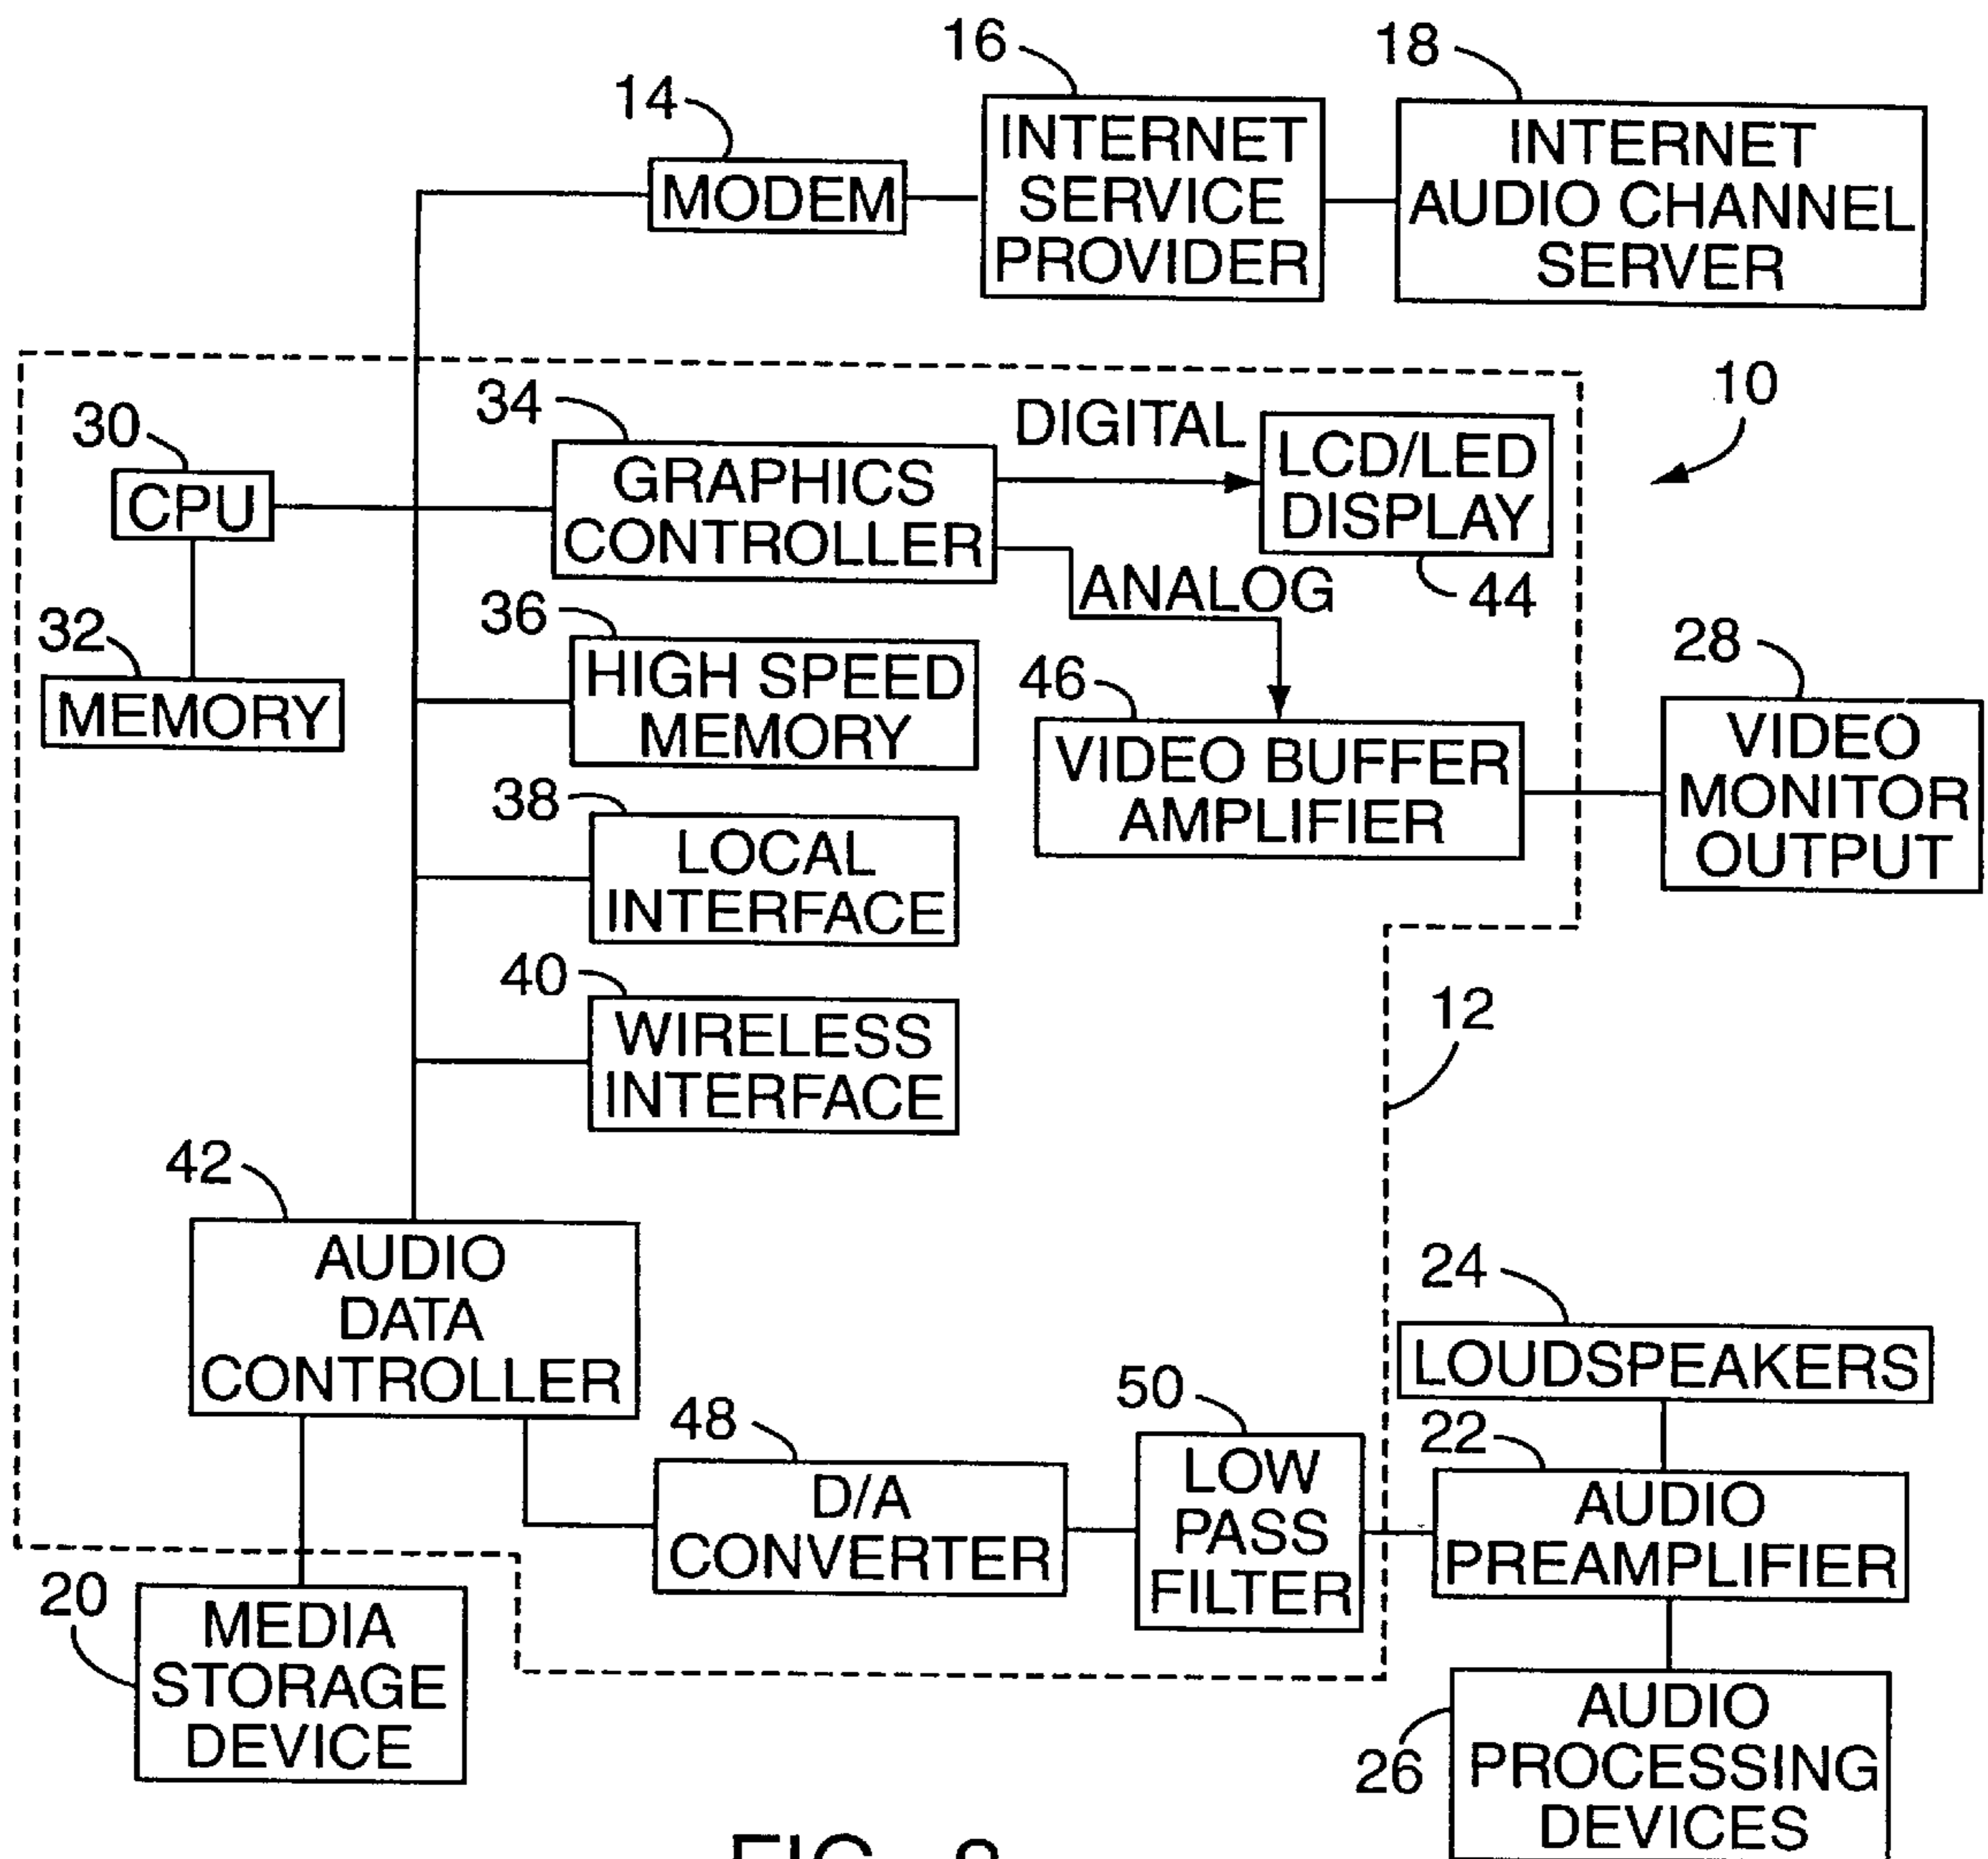 16
18
14
INTERNET
SERVICE
PROVIDER
INTERNET
AUDIO CHANNEL
SERVER
MODEM
10
34
DIGITAL
LCD/LED
DISPLAY
44
30
CPU
GRAPHICS
CONTROLLER
ANALOG
32
MEMORY
36
HIGH SPEED
MEMORY
46
VIDEO BUFFER
AMPLIFIER
28
VIDEO
MONITOR
OUTPUT
38
LOCAL
INTERFACE
40
WIRELESS
INTERFACE
12
42
AUDIO
DATA
CONTROLLER
24
LOUDSPEAKERS
48
D/A
CONVERTER
50
LOW
PASS
FILTER
22
AUDIO
PREAMPLIFIER
20
MEDIA
STORAGE
DEVICE
26
AUDIO
PROCESSING
DEVICES